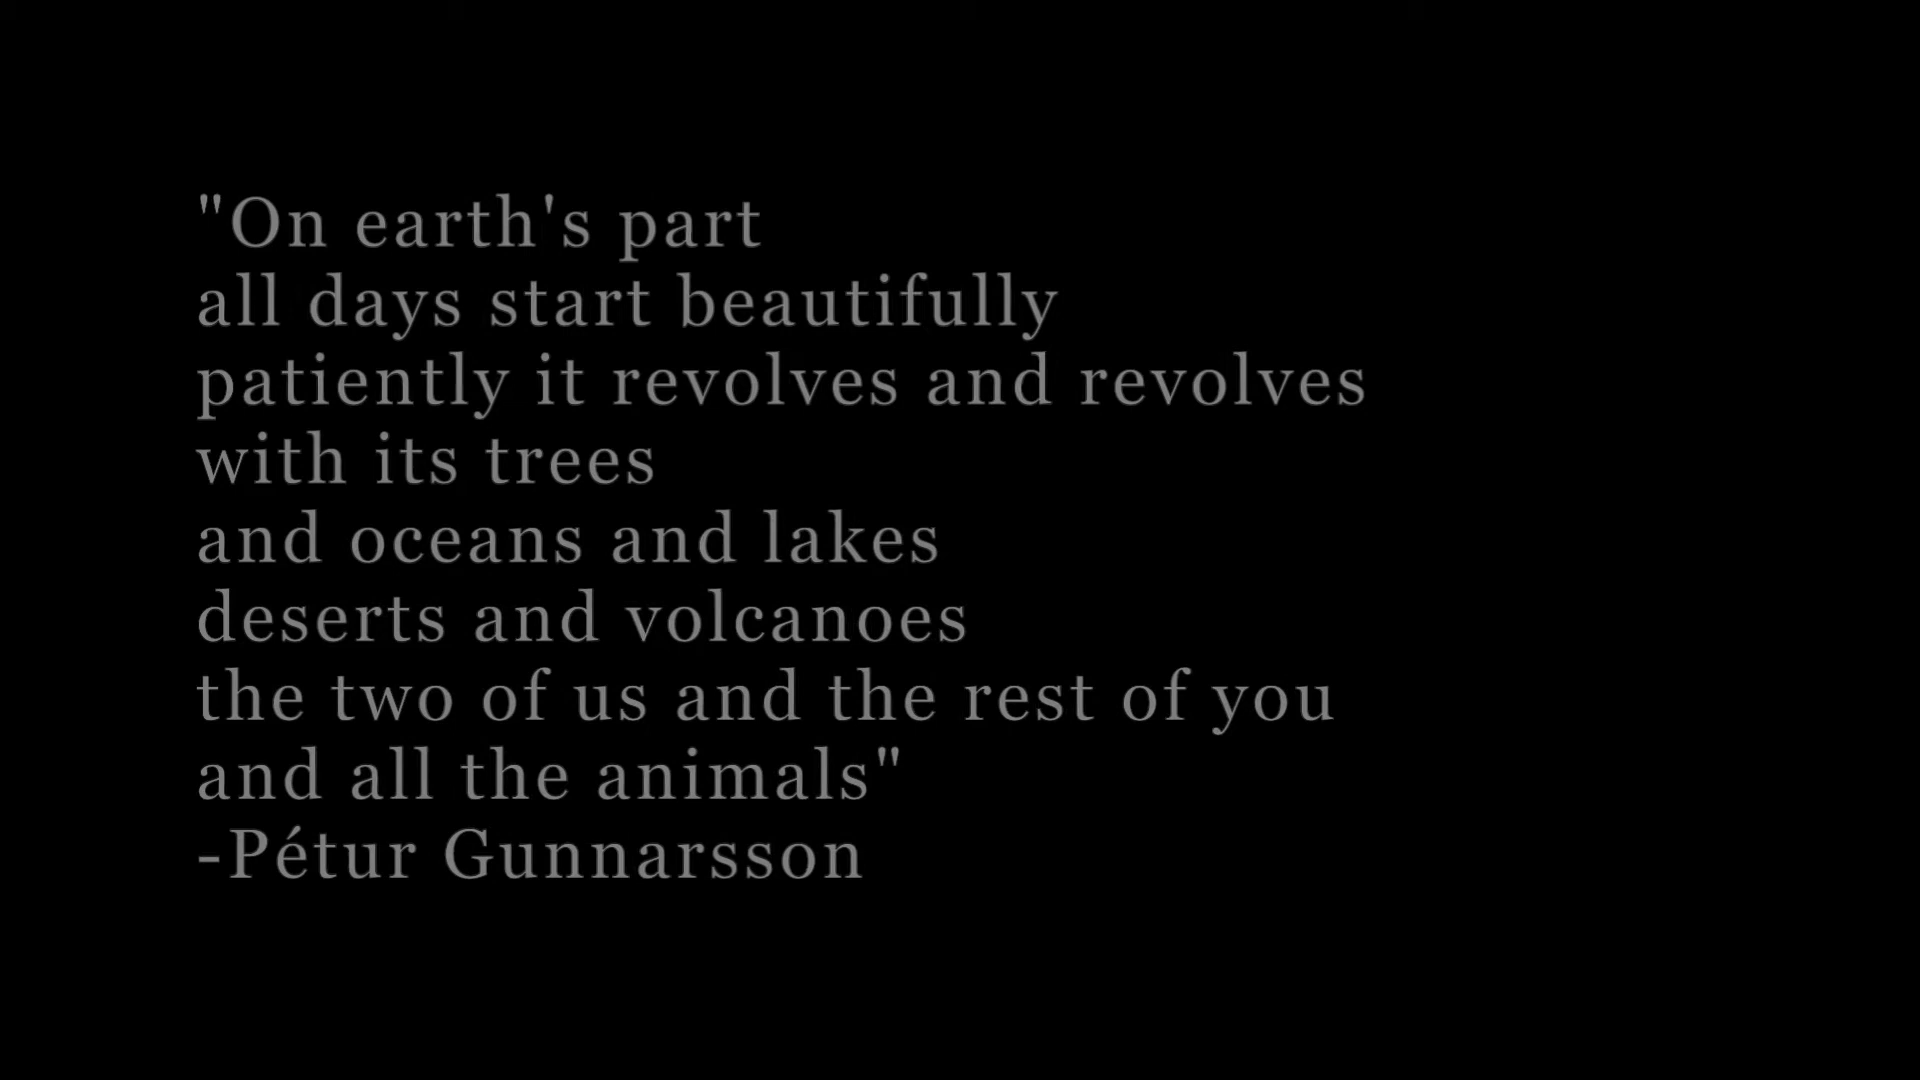 "On earth's part
all days start beautifully
patiently it revolves and revolves
with its trees
and oceans and lakes
deserts and volcanoes
the two of us and the rest of you
and all the animals"
-Pétur Gunnarsson